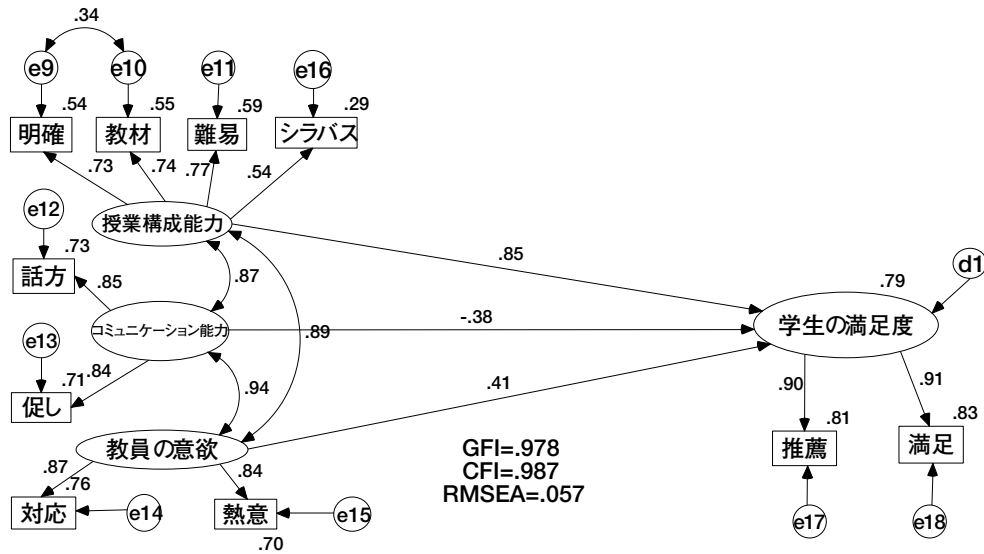 .34
e9
e10
e11
e16
.54
.55
.59
.29
明確
教材
難易
シラバス
.73
.74
.77
.54
e12
授業構成能力
.73
話方
.85
.87
.85
d1
.79
コミュニケーション能力
-.38
学生の満足度
e13
.89
.71
.84
促し
.94
.41
.90
.91
教員の意欲
.81
.83
推薦
満足
GFI=.978
CFI=.987
RMSEA=.057
.87
.76
.84
対応
e14
熱意
e15
.70
e17
e18